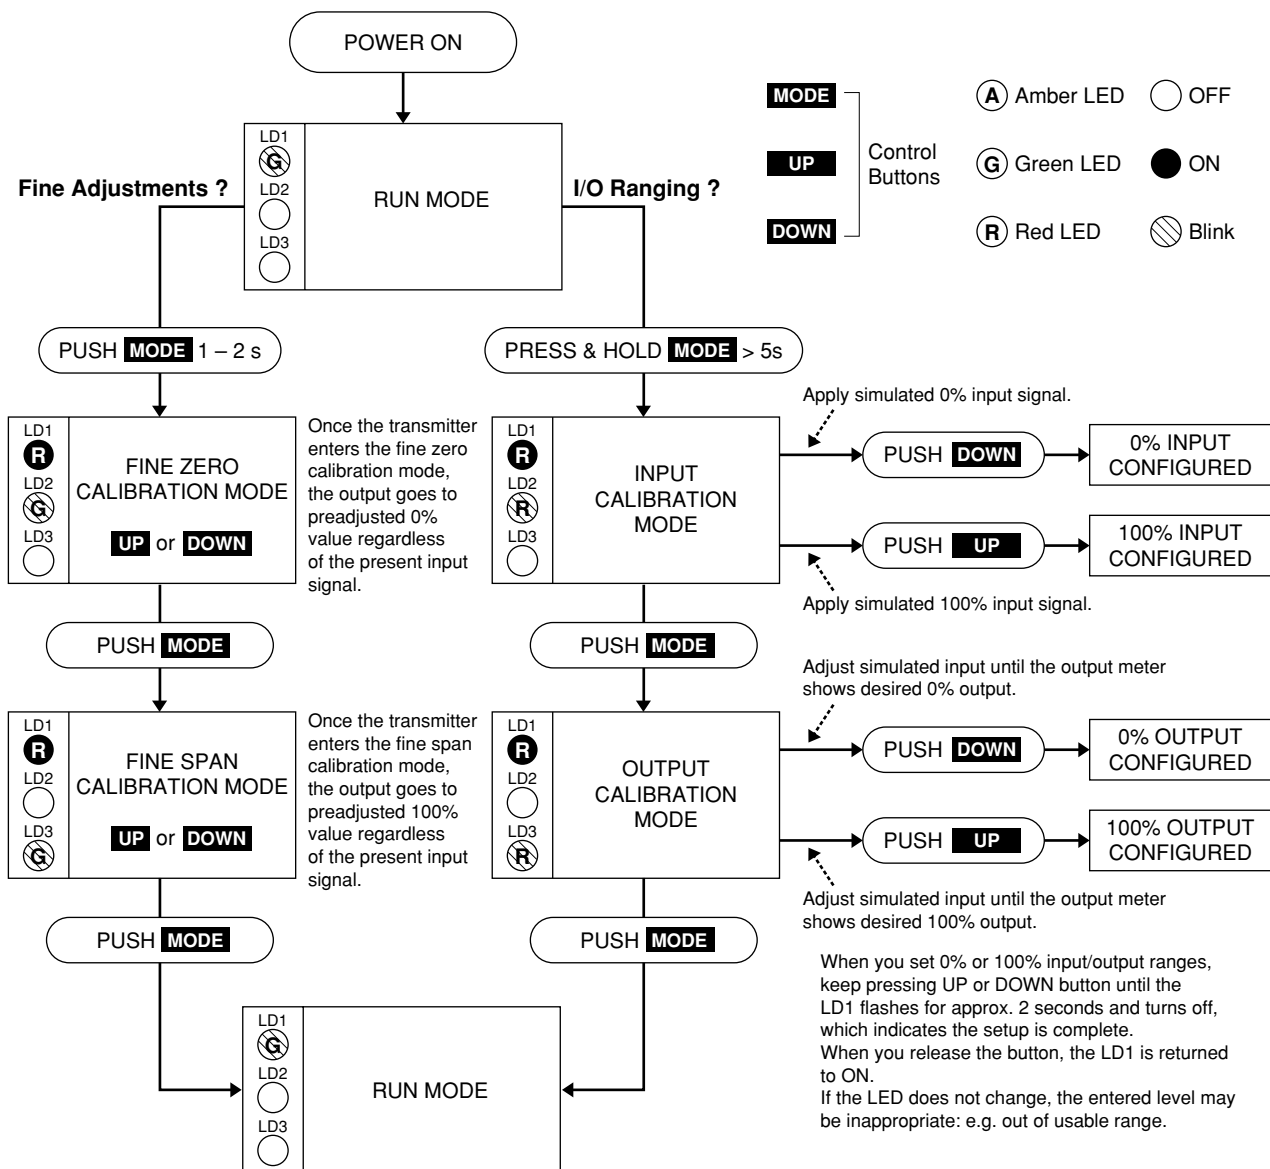 POWER ON
MODE
UP
DOWN
Control
Buttons
A Amber LED
G Green LED
R Red LED
OFF
ON
Blink
Fine Adjustments ?
I/O Ranging ?
LD1
G
LD2
LD3
RUN MODE
PUSH MODE 1 – 2 s
PRESS & HOLD MODE > 5s
LD1
R
LD2
G
LD3
FINE ZERO
CALIBRATION MODE
UP or DOWN
Once the transmitter
enters the fine zero
calibration mode,
the output goes to
preadjusted 0%
value regardless
of the present input
signal.
LD1
R
LD2
R
LD3
INPUT
CALIBRATION
MODE
Apply simulated 0% input signal.
PUSH DOWN
0% INPUT
CONFIGURED
PUSH UP
100% INPUT
CONFIGURED
Apply simulated 100% input signal.
PUSH MODE
PUSH MODE
LD1
R
LD2
LD3
G
FINE SPAN
CALIBRATION MODE
UP or DOWN
Once the transmitter
enters the fine span
calibration mode,
the output goes to
preadjusted 100%
value regardless
of the present input
signal.
LD1
R
LD2
LD3
R
OUTPUT
CALIBRATION
MODE
Adjust simulated input until the output meter
shows desired 0% output.
PUSH DOWN
0% OUTPUT
CONFIGURED
PUSH UP
100% OUTPUT
CONFIGURED
Adjust simulated input until the output meter
shows desired 100% output.
PUSH MODE
PUSH MODE
When you set 0% or 100% input/output ranges,
keep pressing UP or DOWN button until the
LD1 flashes for approx. 2 seconds and turns off,
which indicates the setup is complete.
When you release the button, the LD1 is returned
to ON.
If the LED does not change, the entered level may
be inappropriate: e.g. out of usable range.
LD1
G
LD2
LD3
RUN MODE